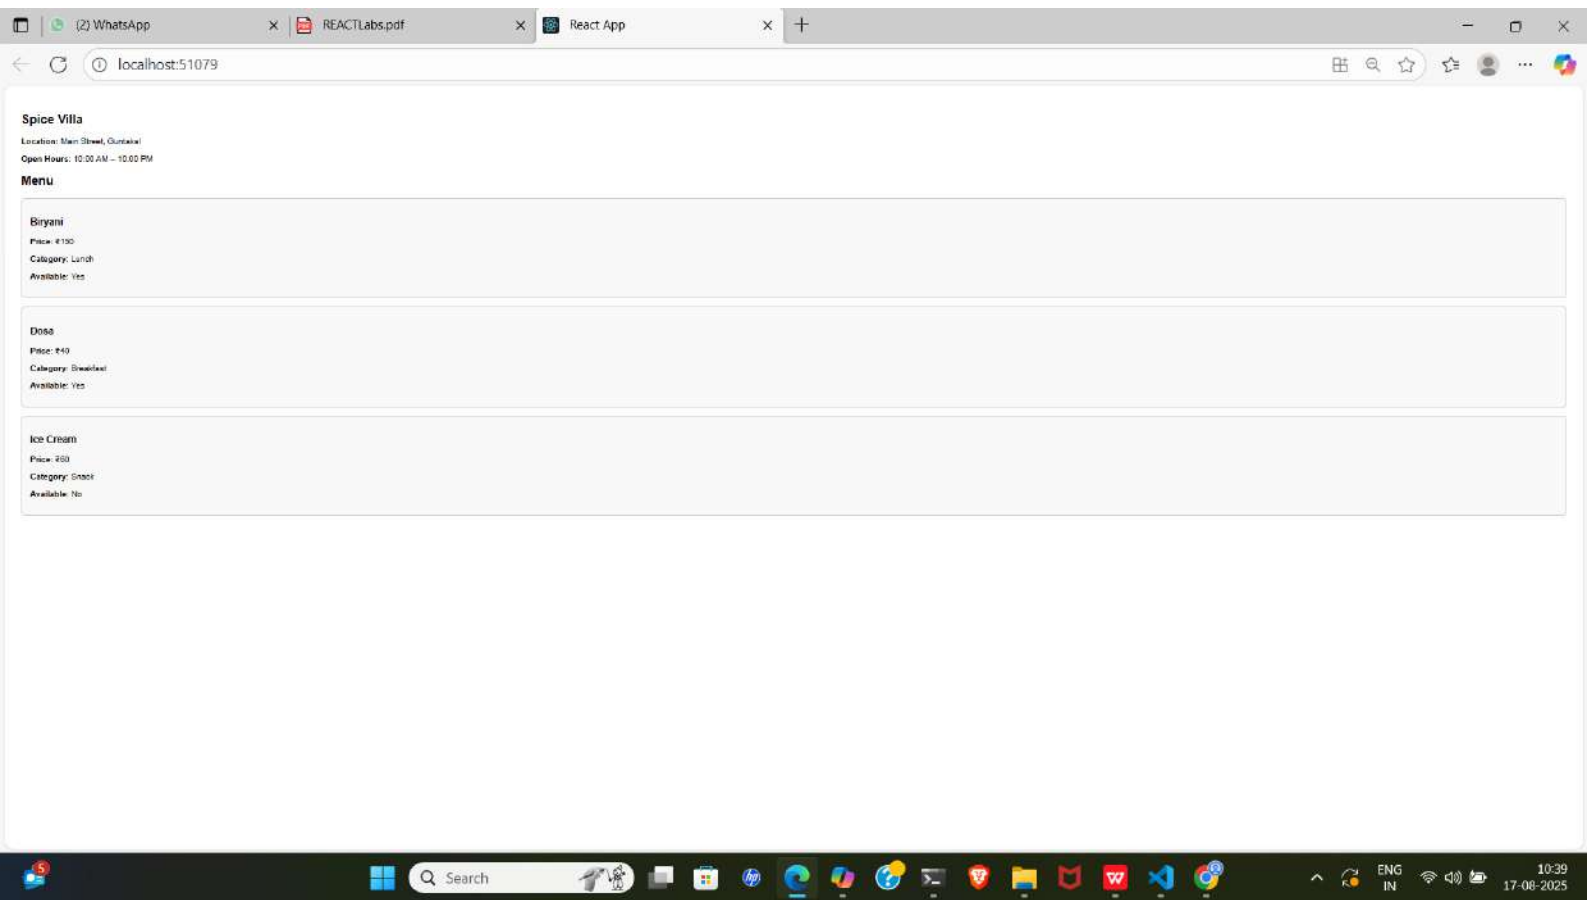 (2) WhatsApp
REACTLabs.pdf
React App
localhost:51079
Spice Villa
Location: Main Street, Guntakal
Open Hours: 10:00 AM – 10:00 PM
Menu
Biryani
Price: ₹150
Category: Lunch
Available: Yes
Dosa
Price: ₹40
Category: Breakfast
Available: Yes
Ice Cream
Price: ₹60
Category: Snack
Available: No
5
Search
ENG
IN
10:39
17-08-2025